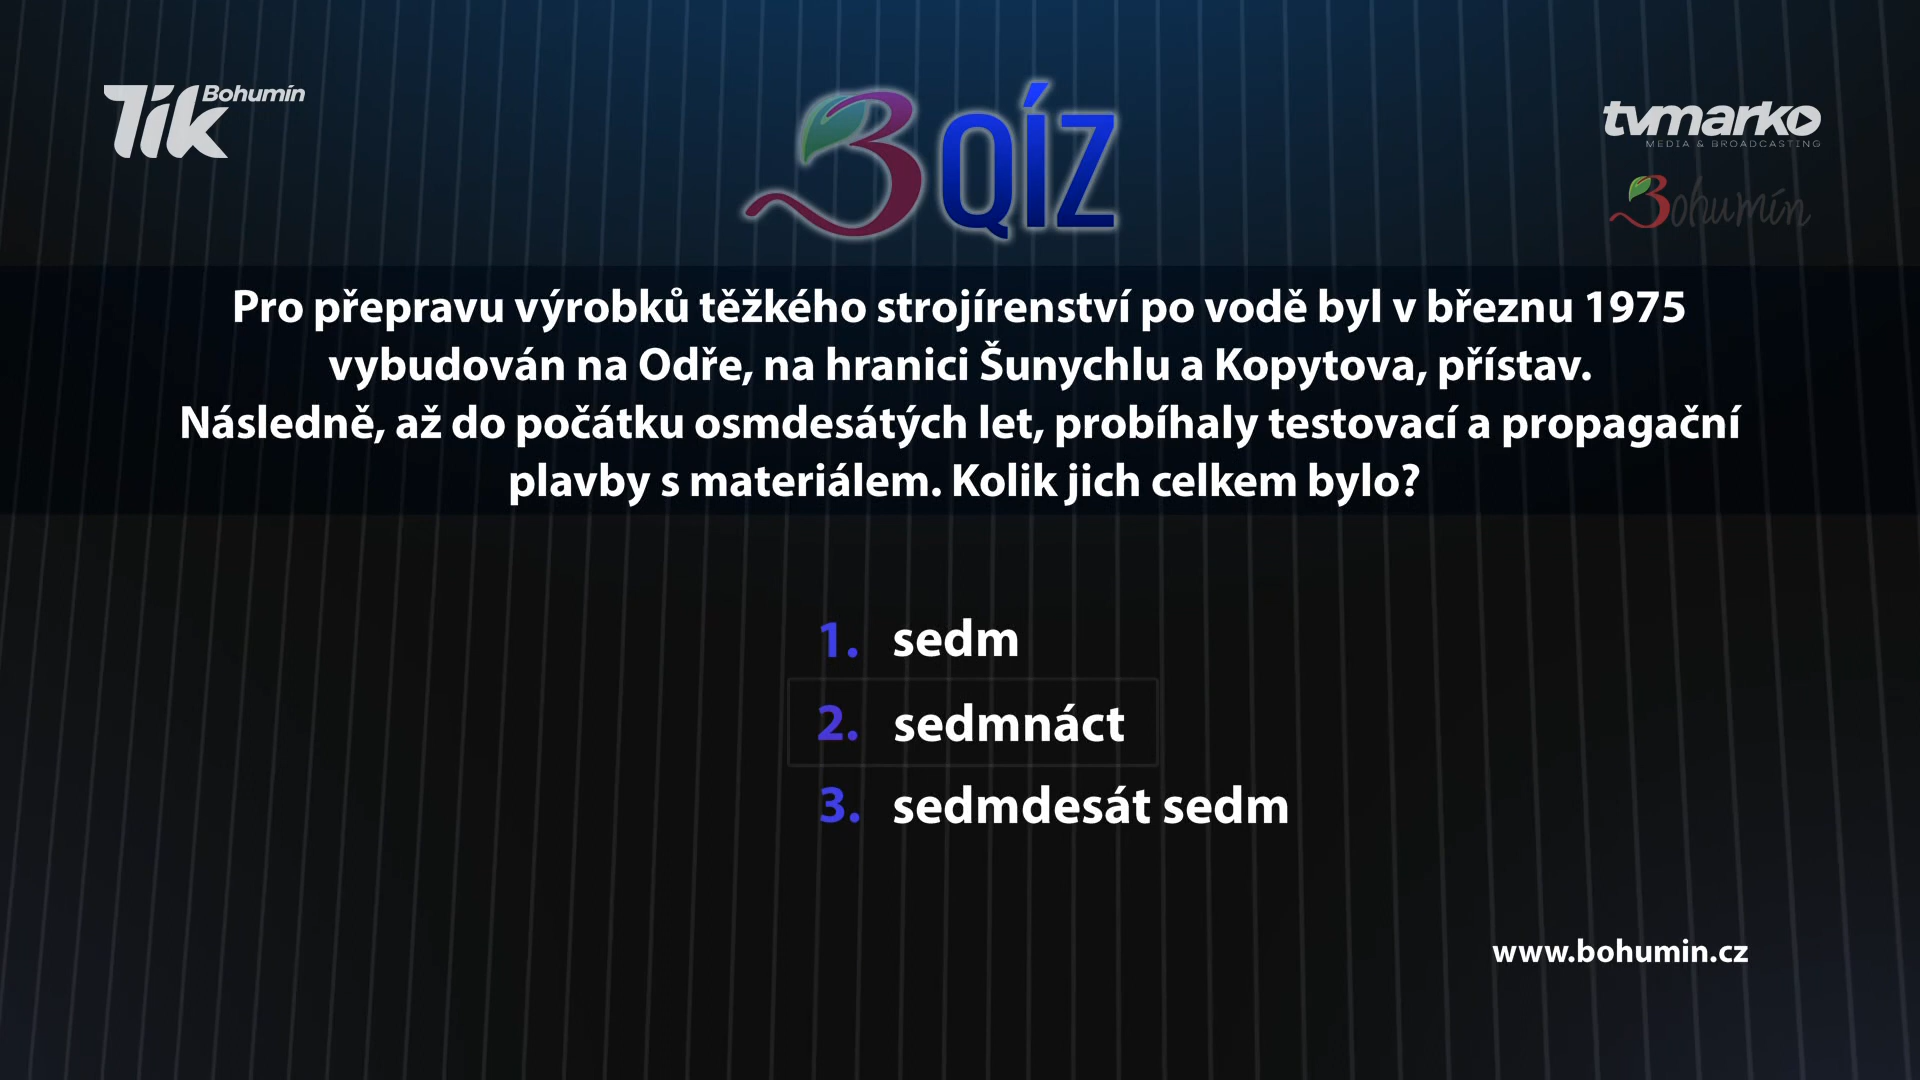 Tik Bohumín
B QÍZ
tvmarko
MEDIA & BROADCASTING
Bohumín
Pro přepravu výrobků těžkého strojírenství po vodě byl v březnu 1975
vybudován na Odře, na hranici Šunychlu a Kopytova, přístav.
Následně, až do počátku osmdesátých let, probíhaly testovací a propagační
plavby s materiálem. Kolik jich celkem bylo?
1. sedm
2. sedmnáct
3. sedmdesát sedm
www.bohumin.cz